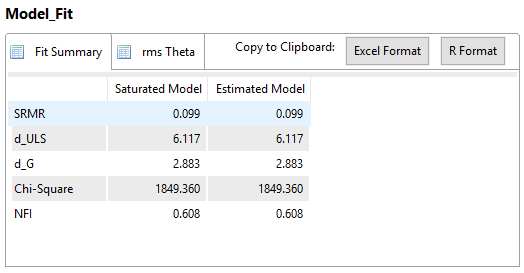 Model_Fit
Fit Summary rms Theta Copy to Clipboard: Excel Format R Format
Saturated Model Estimated Model
SRMR 0.099 0.099
d_ULS 6.117 6.117
d_G 2.883 2.883
Chi-Square 1849.360 1849.360
NFI 0.608 0.608